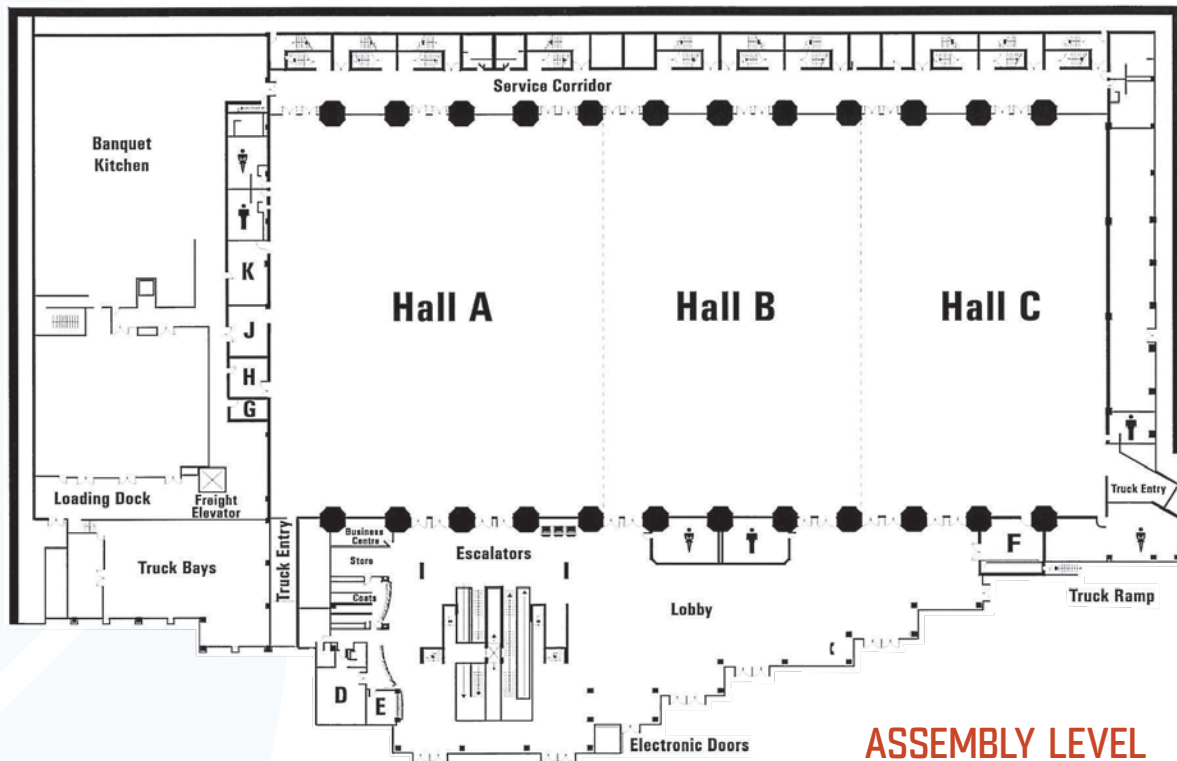 Service Corridor
Banquet
Kitchen
K
Hall A
Hall B
Hall C
J
H
G
Loading Dock
Freight
Elevator
Truck Entry
Truck Entry
Business
Centre
Escalators
F
Store
Truck Bays
Coats
Lobby
Truck Ramp
D
E
Electronic Doors
ASSEMBLY LEVEL